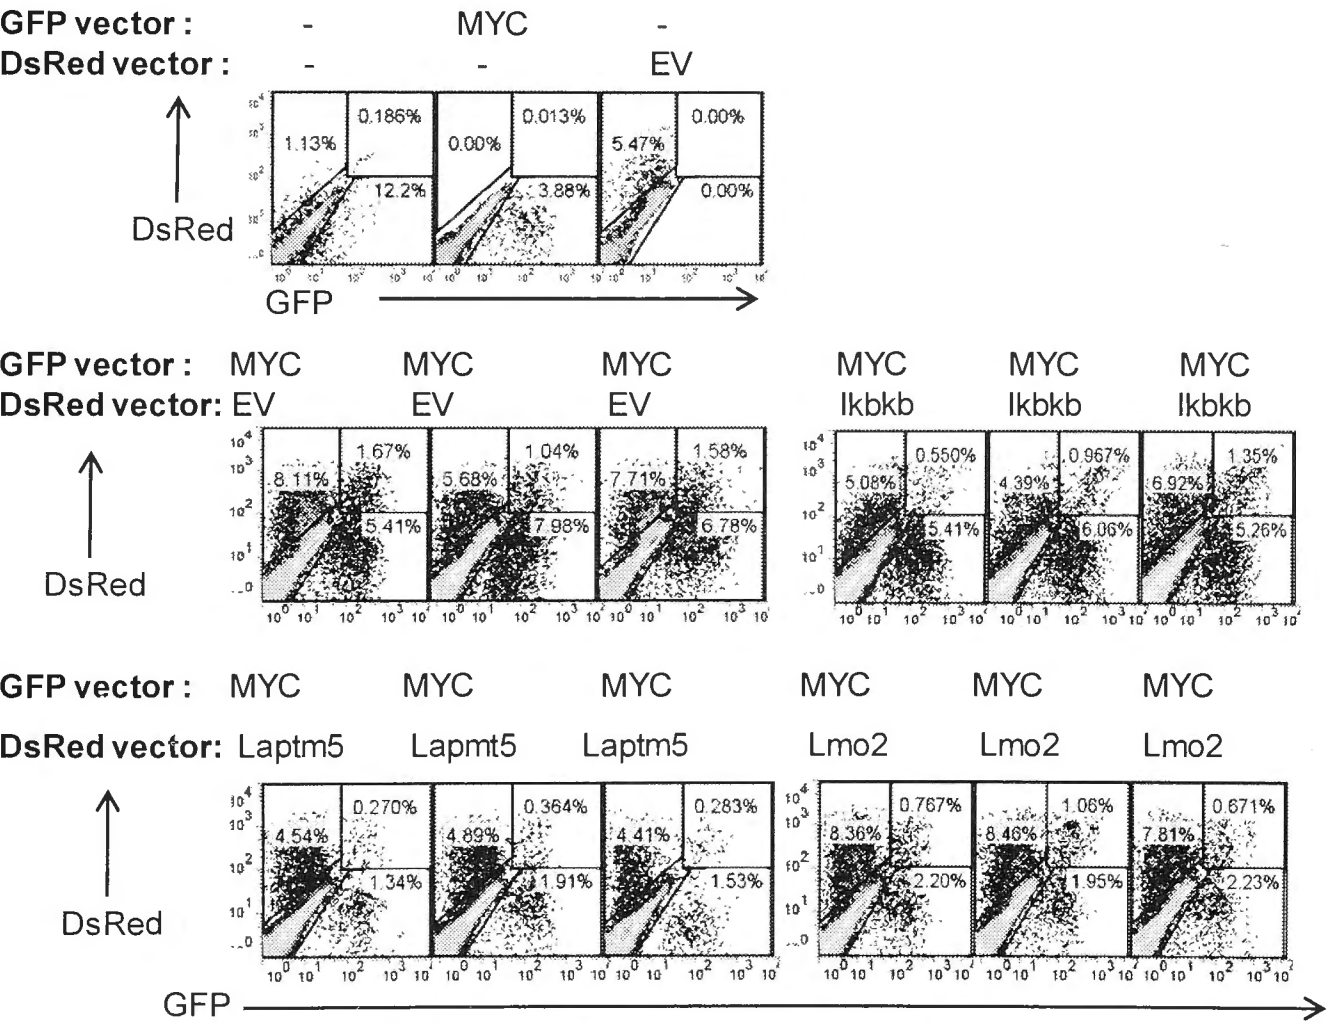 GFP vector : - MYC -
DsRed vector : - - EV
0.186% 0.013% 0.00%
1.13% 0.00% 5.47%
12.2% 3.88% 0.00%
DsRed
GFP
GFP vector : MYC MYC MYC MYC MYC MYC
DsRed vector: EV EV EV Ikbkb Ikbkb Ikbkb
1.67% 1.04% 1.58% 0.550% 0.967% 1.35%
8.11% 5.68% 7.71% 5.08% 4.39% 6.92%
5.41% 7.98% 6.78% 5.41% 6.06% 5.26%
DsRed
GFP vector : MYC MYC MYC MYC MYC MYC
DsRed vector: Laptm5 Lapmt5 Laptm5 Lmo2 Lmo2 Lmo2
0.270% 0.364% 0.283% 0.767% 1.06% 0.671%
4.54% 4.89% 4.41% 8.36% 8.46% 7.81%
1.34% 1.91% 1.53% 2.20% 1.95% 2.23%
DsRed
GFP